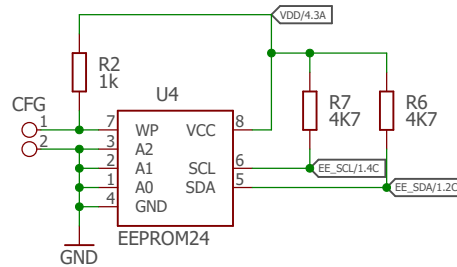 VDD/4.3A
R2
1k
U4
R7
4K7
R6
4K7
CFG
1
2
7 WP VCC 8
3 A2
2 A1 SCL 6
1 A0 SDA 5
4 GND
EE_SCL/1.4C
EE_SDA/1.2C
EEPROM24
GND